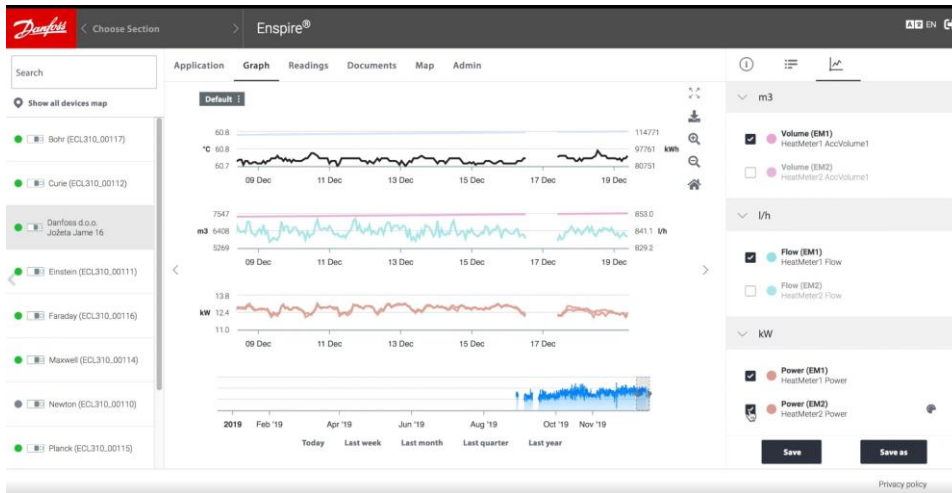 Danfoss
Choose Section
Enspire®
EN
Search
Show all devices map
Bohr (ECL310_00117)
Curie (ECL310_00112)
Danfoss d.o.o.
Jožeta Jame 16
Einstein (ECL310_00111)
Faraday (ECL310_00116)
Maxwell (ECL310_00114)
Newton (ECL310_00110)
Planck (ECL310_00115)
Application Graph Readings Documents Map Admin
Default
60.8 114771
°C 60.8 97761 kWh
60.7 80751
09 Dec 11 Dec 13 Dec 15 Dec 17 Dec 19 Dec
7547 853.0
m3 6408 841.1 l/h
5269 829.2
09 Dec 11 Dec 13 Dec 15 Dec 17 Dec 19 Dec
13.8
kW 12.4
11.0
09 Dec 11 Dec 13 Dec 15 Dec 17 Dec
2019 Feb '19 Apr '19 Jun '19 Aug '19 Oct '19 Nov '19
Today Last week Last month Last quarter Last year
m3
Volume (EM1)
HeatMeter1 AccVolume1
Volume (EM2)
HeatMeter2 AccVolume1
l/h
Flow (EM1)
HeatMeter1 Flow
Flow (EM2)
HeatMeter2 Flow
kW
Power (EM1)
HeatMeter1 Power
Power (EM2)
HeatMeter2 Power
Save Save as
Privacy policy